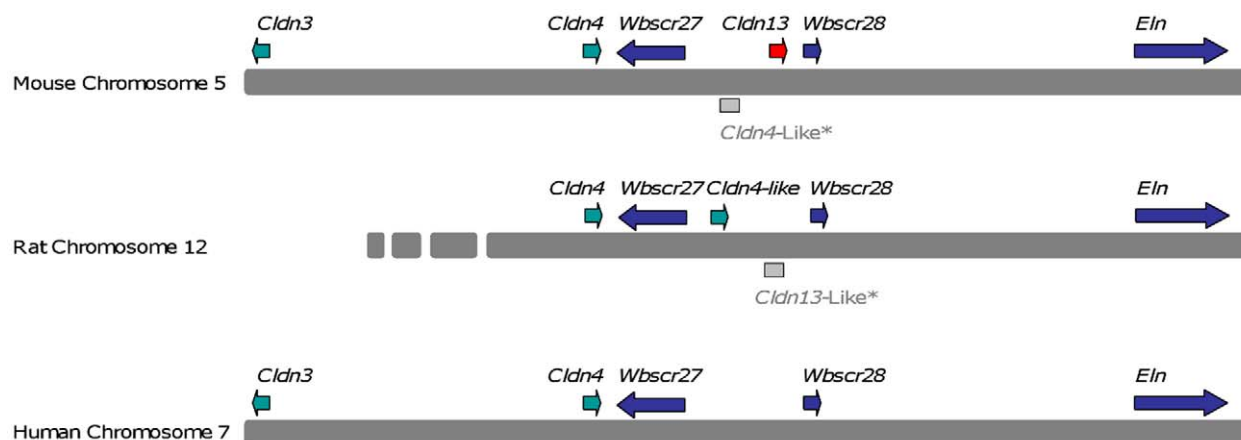 Cldn3 Cldn4 Wbscr27 Cldn13 Wbscr28 Eln
Mouse Chromosome 5
Cldn4-Like*
Cldn4 Wbscr27 Cldn4-like Wbscr28 Eln
Rat Chromosome 12
Cldn13-Like*
Cldn3 Cldn4 Wbscr27 Wbscr28 Eln
Human Chromosome 7